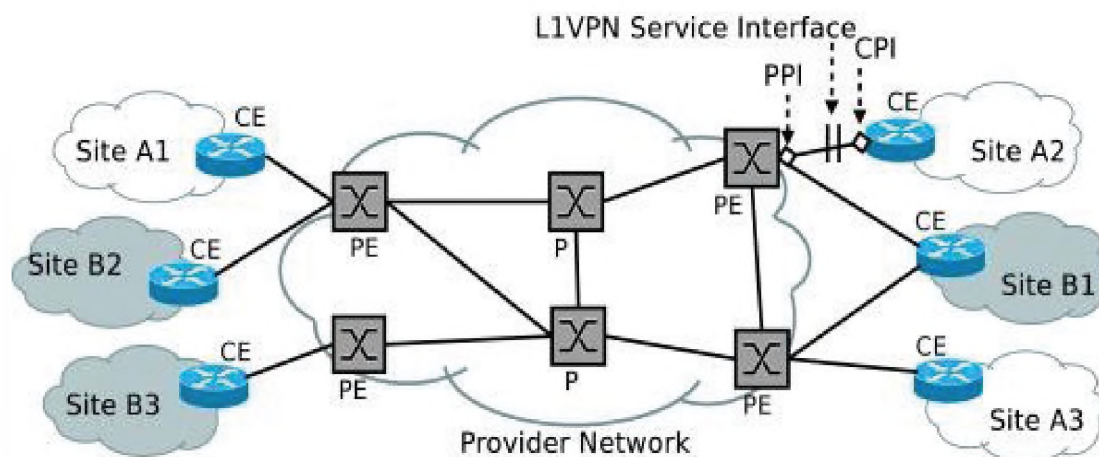 L1VPN Service Interface
CPI
PPI
CE
CE
Site A1
Site A2
PE
CE
PE
P
CE
Site B2
Site B1
CE
CE
PE
P
PE
Site B3
Site A3
Provider Network